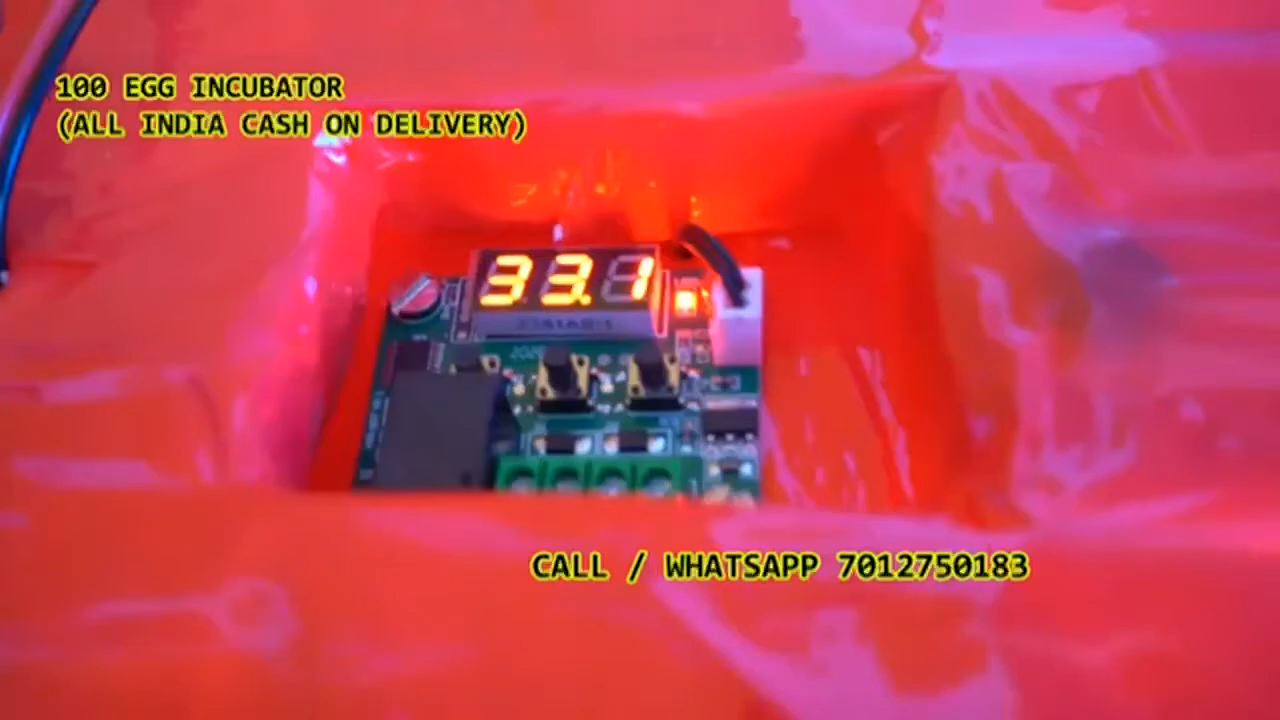 100 EGG INCUBATOR
(ALL INDIA CASH ON DELIVERY)
33.1
CALL / WHATSAPP 7012750183